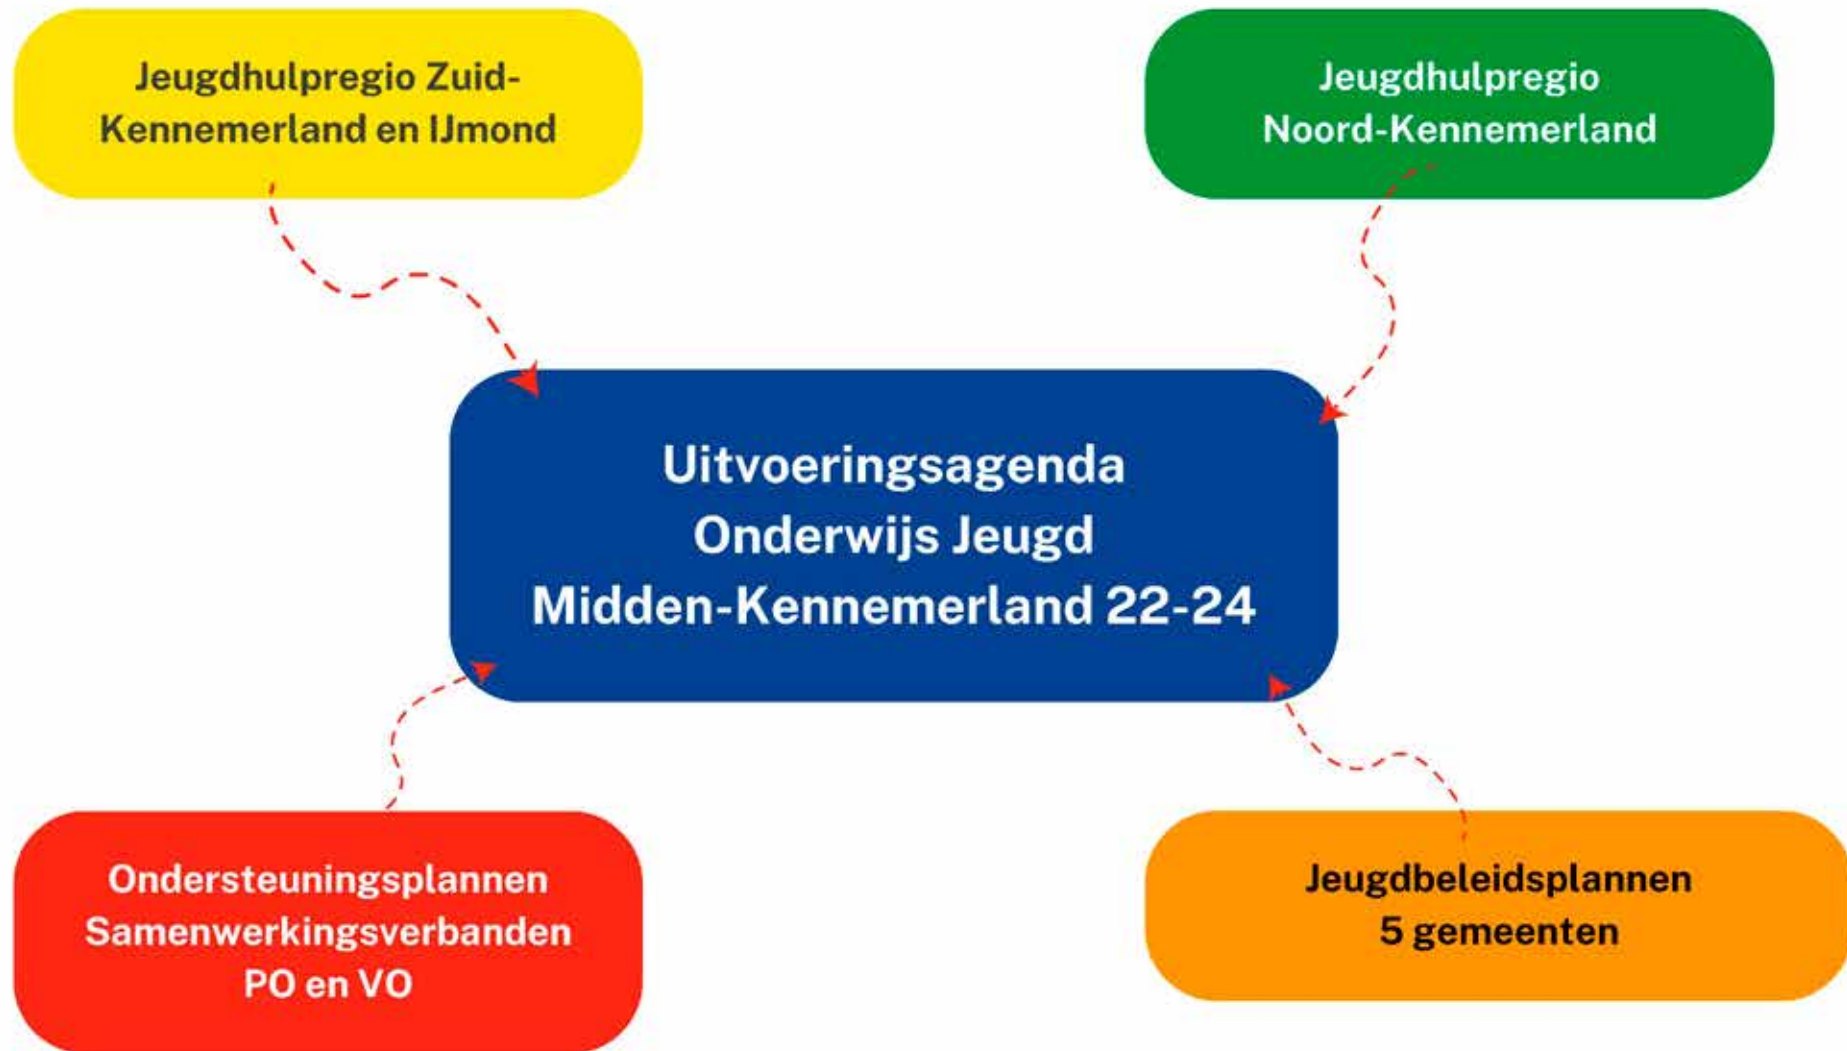 Jeugdhulpregio Zuid-
Kennemerland en IJmond
Jeugdhulpregio
Noord-Kennemerland
Uitvoeringsagenda
Onderwijs Jeugd
Midden-Kennemerland 22-24
Ondersteuningsplannen
Samenwerkingsverbanden
PO en VO
Jeugdbeleidsplannen
5 gemeenten